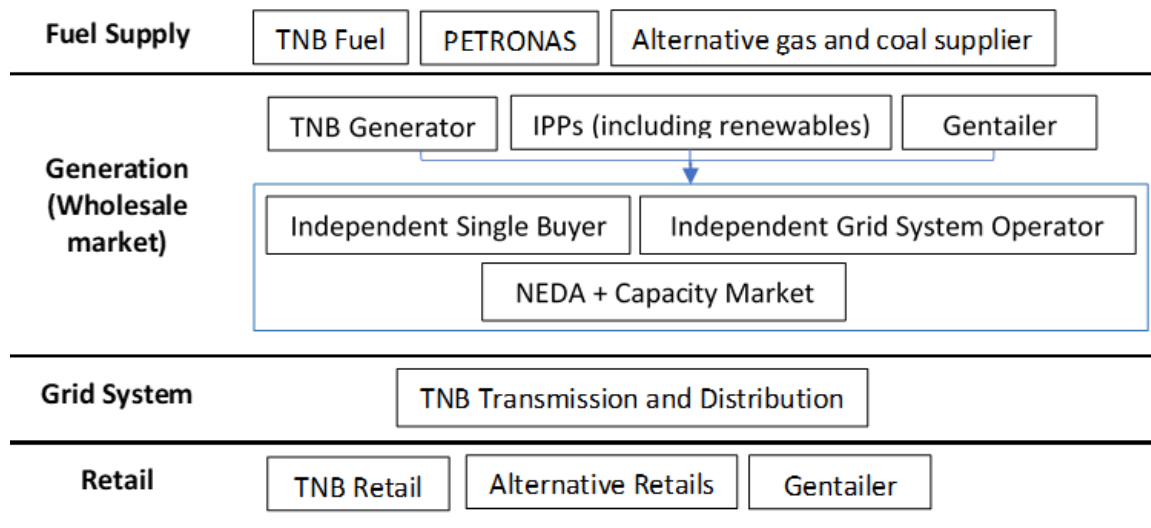 Fuel Supply
TNB Fuel
PETRONAS
Alternative gas and coal supplier
Generation
(Wholesale
market)
TNB Generator
IPPs (including renewables)
Gentailer
Independent Single Buyer
Independent Grid System Operator
NEDA + Capacity Market
Grid System
TNB Transmission and Distribution
Retail
TNB Retail
Alternative Retails
Gentailer